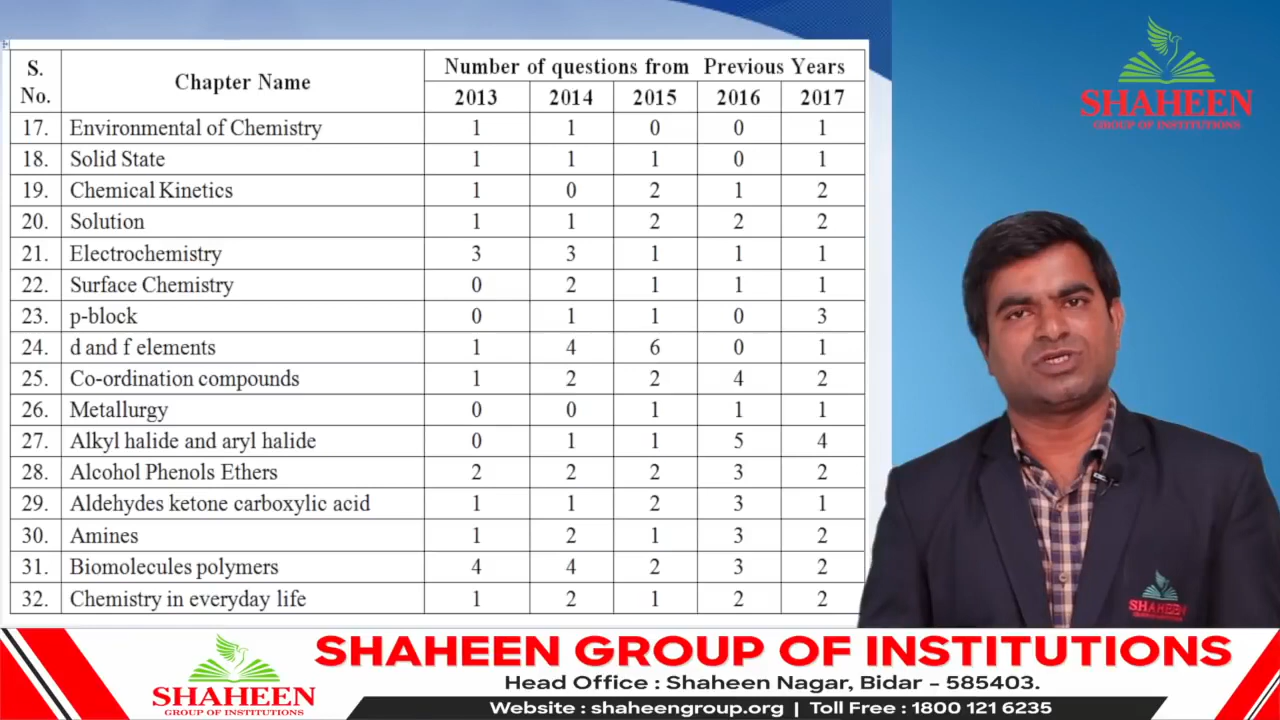 S. No. Chapter Name Number of questions from Previous Years
2013 2014 2015 2016 2017
17. Environmental of Chemistry 1 1 0 0 1
18. Solid State 1 1 1 0 1
19. Chemical Kinetics 1 0 2 1 2
20. Solution 1 1 2 2 2
21. Electrochemistry 3 3 1 1 1
22. Surface Chemistry 0 2 1 1 1
23. p-block 0 1 1 0 3
24. d and f elements 1 4 6 0 1
25. Co-ordination compounds 1 2 2 4 2
26. Metallurgy 0 0 1 1 1
27. Alkyl halide and aryl halide 0 1 1 5 4
28. Alcohol Phenols Ethers 2 2 2 3 2
29. Aldehydes ketone carboxylic acid 1 1 2 3 1
30. Amines 1 2 1 3 2
31. Biomolecules polymers 4 4 2 3 2
32. Chemistry in everyday life 1 2 1 2 2
SHAHEEN
GROUP OF INSTITUTIONS
SHAHEEN
SHAHEEN
GROUP OF INSTITUTIONS
SHAHEEN GROUP OF INSTITUTIONS
Head Office : Shaheen Nagar, Bidar - 585403.
Website : shaheengroup.org | Toll Free : 1800 121 6235